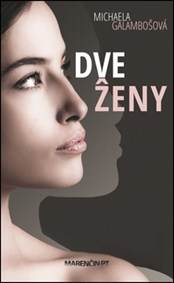 MICHAELA
GALAMBOŠOVÁ
DVE
ŽENY
MARENČIN PT